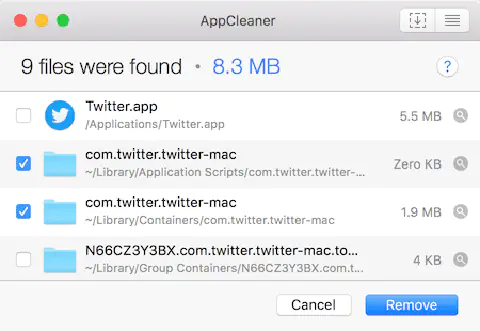 AppCleaner
9 files were found • 8.3 MB
?
Twitter.app
/Applications/Twitter.app
5.5 MB
com.twitter.twitter-mac
~/Library/Application Scripts/com.twitter.twitter-...
Zero KB
com.twitter.twitter-mac
~/Library/Containers/com.twitter.twitter-mac
1.9 MB
N66CZ3Y3BX.com.twitter.twitter-mac.to...
~/Library/Group Containers/N66CZ3Y3BX.com.t...
4 KB
Cancel
Remove